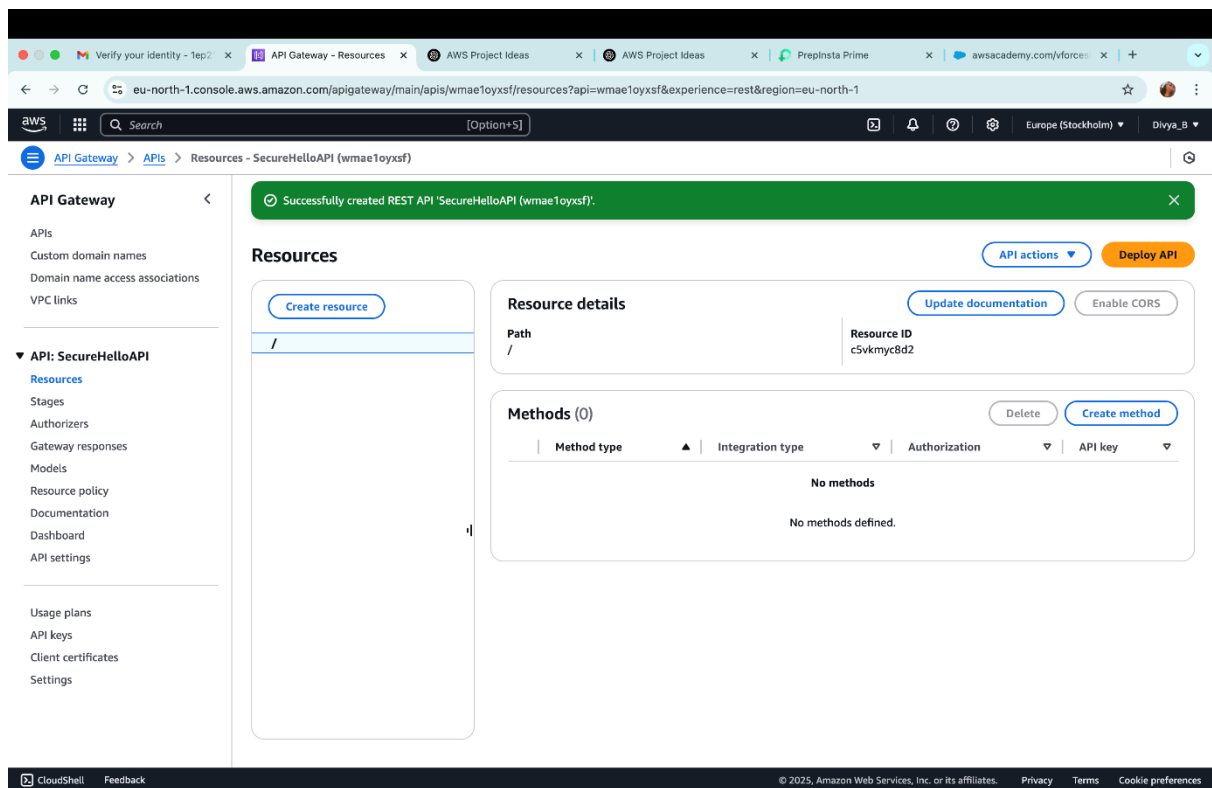 Verify your identity - 1ep2
API Gateway - Resources
AWS Project Ideas
AWS Project Ideas
PrepInsta Prime
awsacademy.com/vforces
eu-north-1.console.aws.amazon.com/apigateway/main/apis/wmae1oyxsf/resources?api=wmae1oyxsf&experience=rest&region=eu-north-1
aws
Search
[Option+S]
Europe (Stockholm)
Divya_B
API Gateway > APIs > Resources - SecureHelloAPI (wmae1oyxsf)
API Gateway
APIs
Custom domain names
Domain name access associations
VPC links
API: SecureHelloAPI
Resources
Stages
Authorizers
Gateway responses
Models
Resource policy
Documentation
Dashboard
API settings
Usage plans
API keys
Client certificates
Settings
Successfully created REST API 'SecureHelloAPI (wmae1oyxsf)'.
Resources
API actions
Deploy API
Create resource
/
Resource details
Update documentation
Enable CORS
Path
/
Resource ID
c5vkmyc8d2
Methods (0)
Delete
Create method
Method type
Integration type
Authorization
API key
No methods
No methods defined.
CloudShell
Feedback
© 2025, Amazon Web Services, Inc. or its affiliates.
Privacy
Terms
Cookie preferences